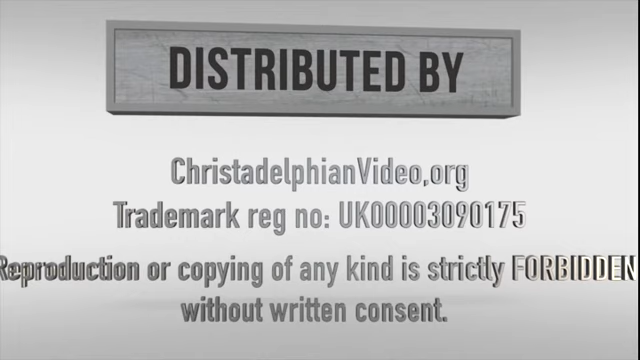 DISTRIBUTED BY
ChristadelphianVideo.org
Trademark reg no: UK00003090175
Reproduction or copying of any kind is strictly FORBIDDEN
without written consent.